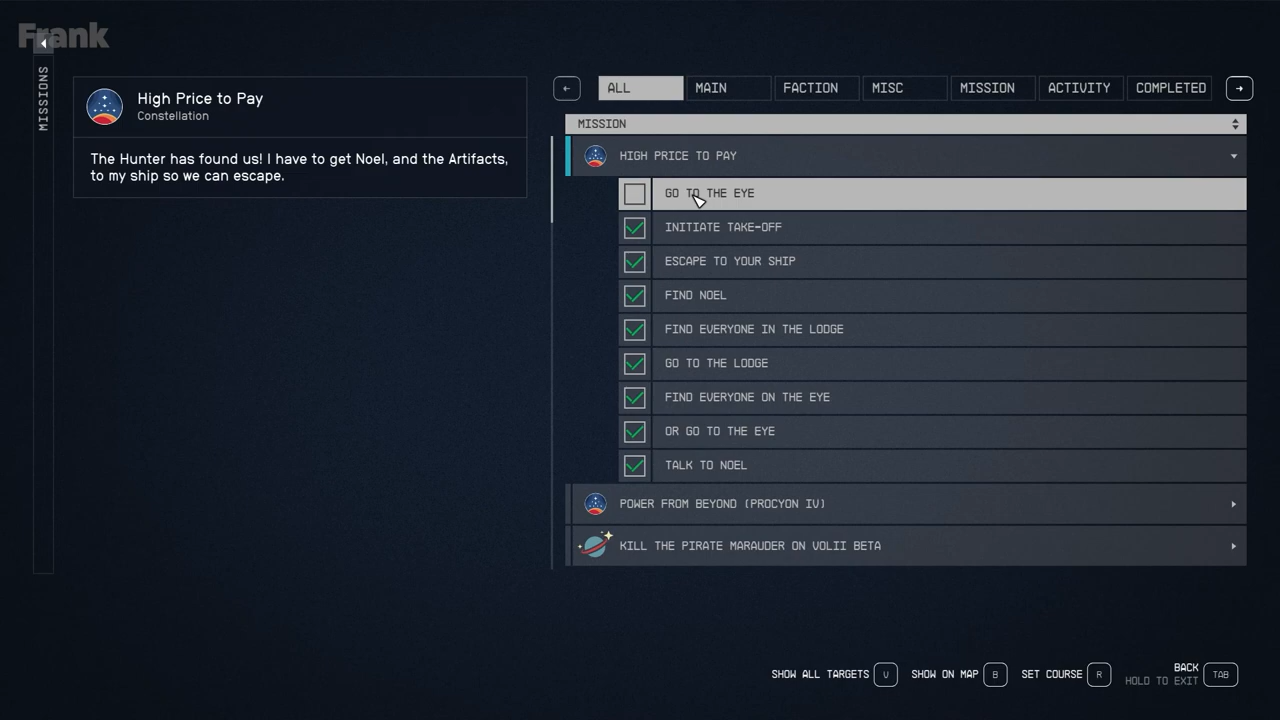 Frank
MISSIONS
High Price to Pay
Constellation
The Hunter has found us! I have to get Noel, and the Artifacts,
to my ship so we can escape.
ALL MAIN FACTION MISC MISSION ACTIVITY COMPLETED
MISSION
HIGH PRICE TO PAY
GO TO THE EYE
INITIATE TAKE-OFF
ESCAPE TO YOUR SHIP
FIND NOEL
FIND EVERYONE IN THE LODGE
GO TO THE LODGE
FIND EVERYONE ON THE EYE
OR GO TO THE EYE
TALK TO NOEL
POWER FROM BEYOND (PROCYON IV)
KILL THE PIRATE MARAUDER ON VOLII BETA
SHOW ALL TARGETS V SHOW ON MAP B SET COURSE R BACK TAB
HOLD TO EXIT